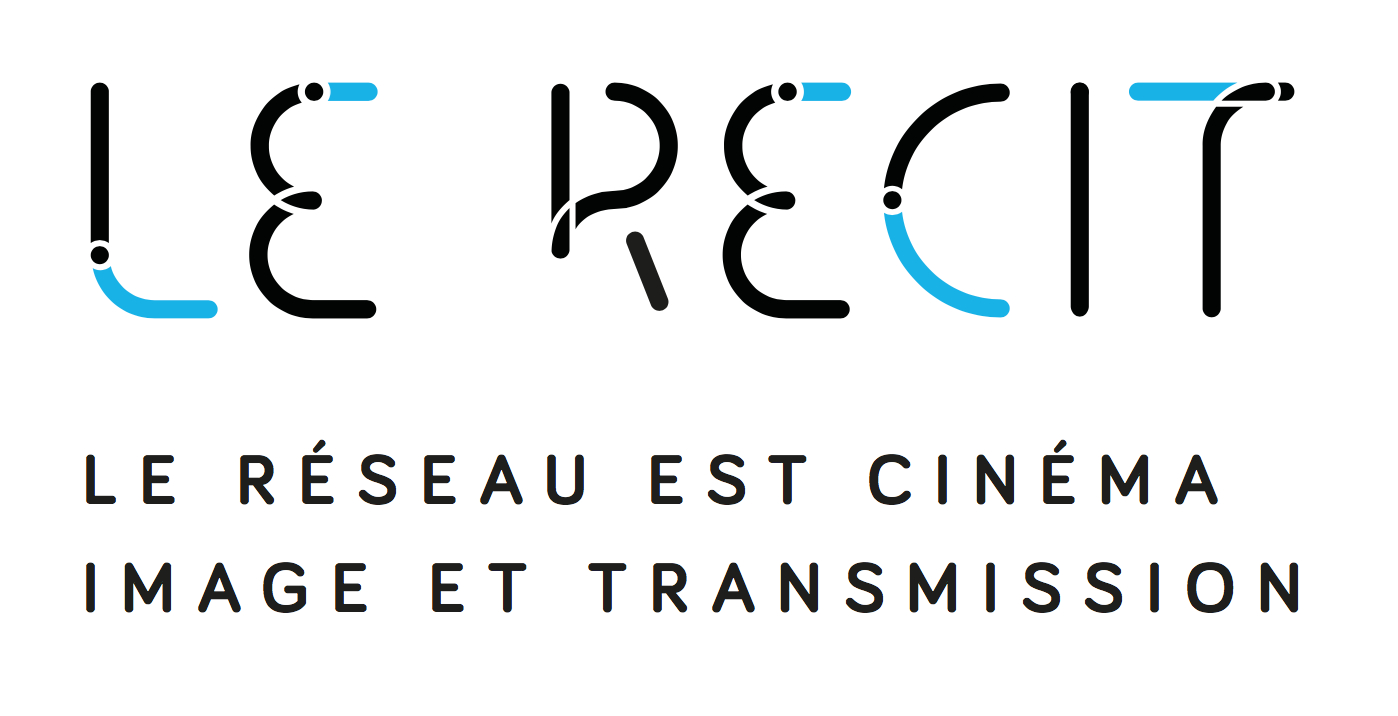 LE RECIT
LE RÉSEAU EST CINÉMA
IMAGE ET TRANSMISSION